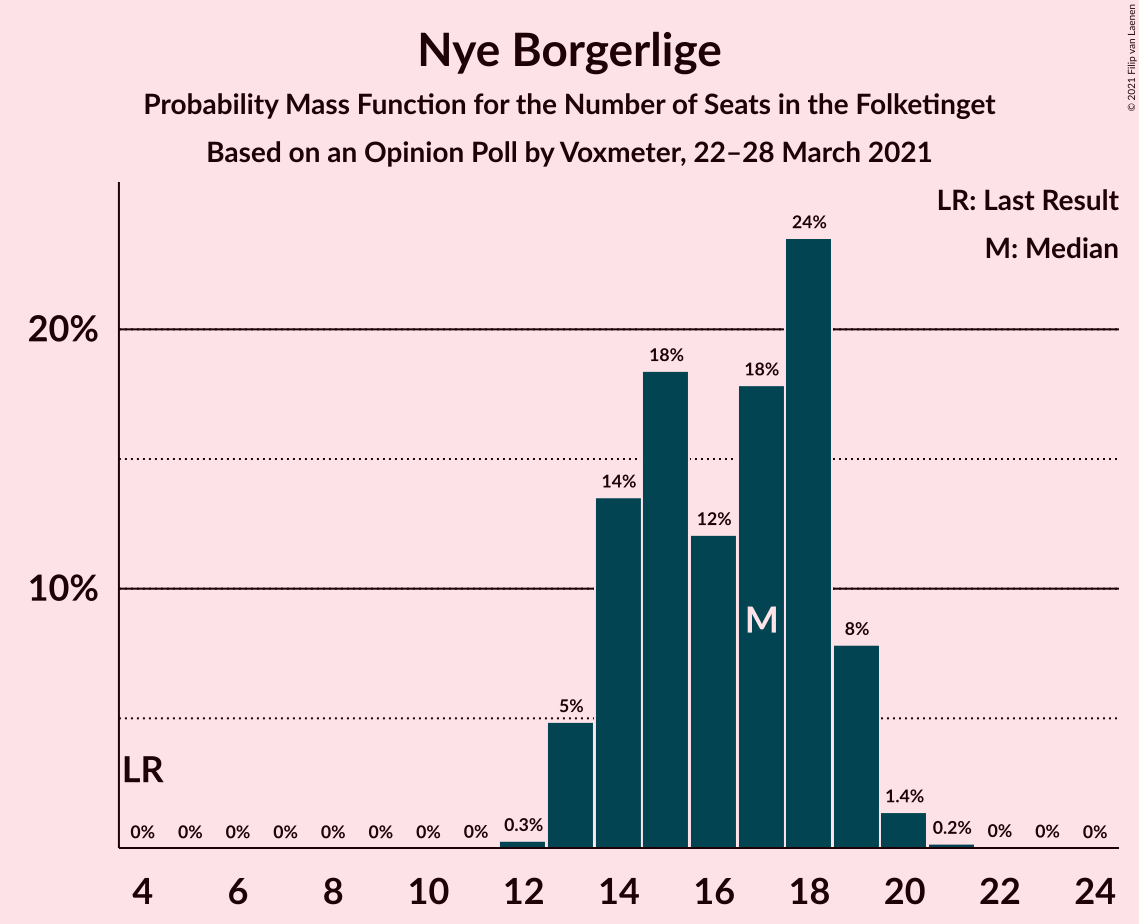 Nye Borgerlige
Probability Mass Function for the Number of Seats in the Folketinget
Based on an Opinion Poll by Voxmeter, 22–28 March 2021
© 2021 Filip van Laenen
LR: Last Result
M: Median
20%
10%
24%
18%
18%
14%
12%
M
8%
5%
LR
1.4%
0% 0% 0% 0% 0% 0% 0% 0% 0.3% 0.2% 0% 0% 0%
4 6 8 10 12 14 16 18 20 22 24